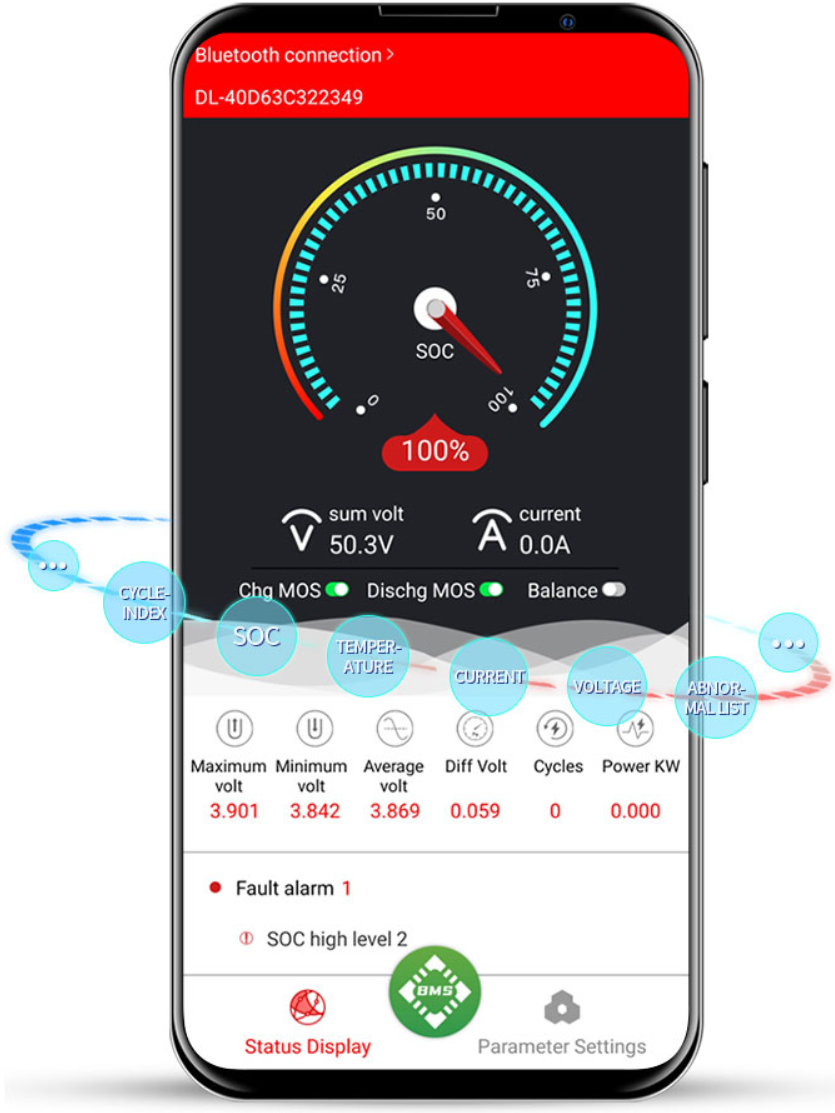 Bluetooth connection >
DL-40D63C322349
50
25
75
SOC
0
100
100%
sum volt
V 50.3V
current
A 0.0A
Chg MOS Dischg MOS Balance
...
CYCLE-
INDEX
SOC
TEMPER-
ATURE
CURRENT
VOLTAGE
ABNOR-
MAL LIST
...
Maximum volt
Minimum volt
Average volt
Diff Volt
Cycles
Power KW
3.901 3.842 3.869 0.059 0 0.000
Fault alarm 1
SOC high level 2
BMS
Status Display
Parameter Settings